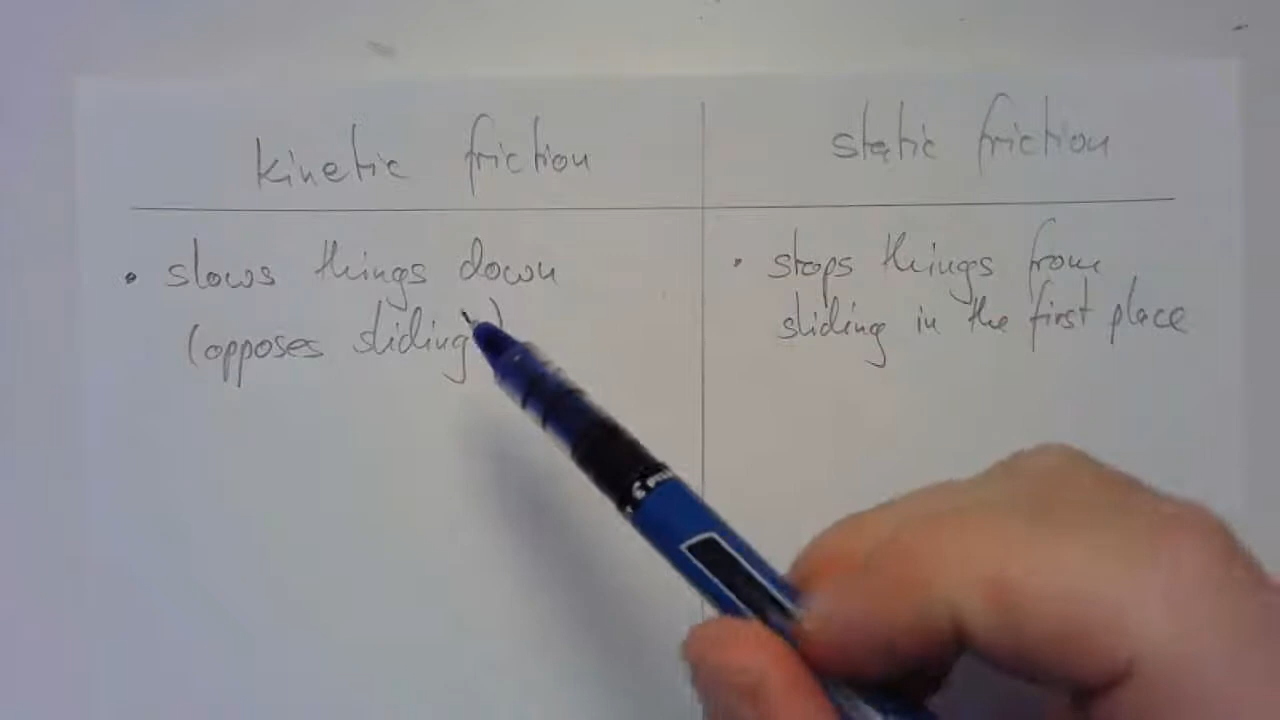 kinetic friction
static friction
• slows things down
(opposes sliding)
• stops things from
sliding in the first place